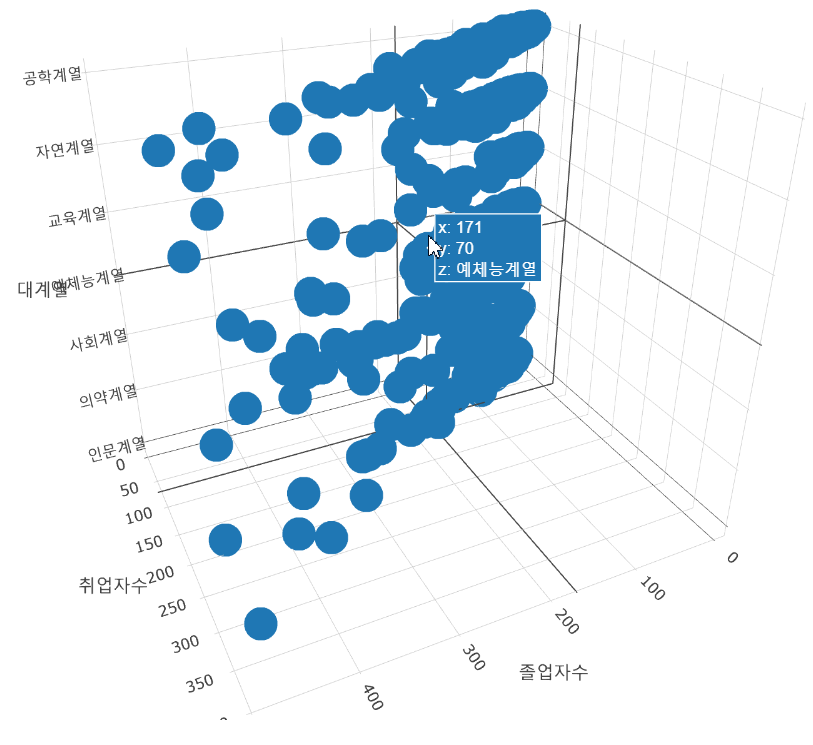 공학계열
자연계열
교육계열
예체능계열
대계열
사회계열
의약계열
인문계열
x: 171
y: 70
z: 예체능계열
0
50
100
150
200
250
300
350
취업자수
400
300
200
100
0
졸업자수